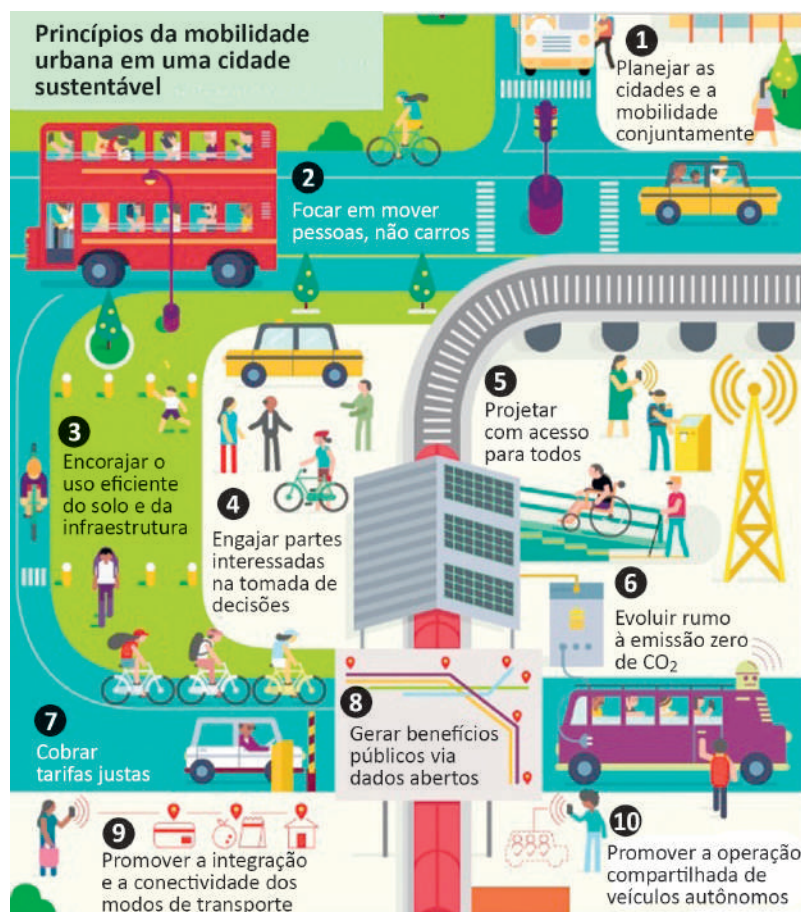 Princípios da mobilidade
urbana em uma cidade
sustentável
1
Planejar as
cidades e a
mobilidade
conjuntamente
2
Focar em mover
pessoas, não carros
3
Encorajar o
uso eficiente
do solo e da
infraestrutura
4
Engajar partes
interessadas
na tomada de
decisões
5
Projetar
com acesso
para todos
6
Evoluir rumo
à emissão zero
de CO₂
7
Cobrar
tarifas justas
8
Gerar benefícios
públicos via
dados abertos
9
Promover a integração
e a conectividade dos
modos de transporte
10
Promover a operação
compartilhada de
veículos autônomos